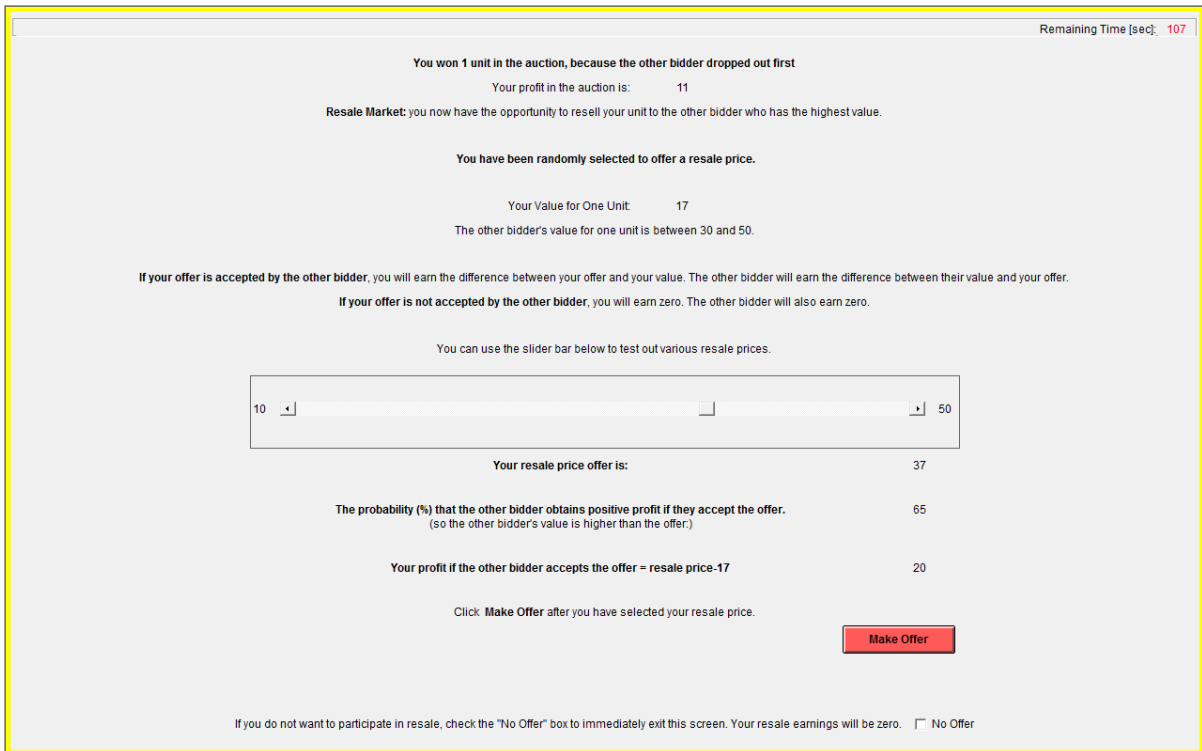 Remaining Time [sec]: 107
You won 1 unit in the auction, because the other bidder dropped out first
Your profit in the auction is: 11
Resale Market: you now have the opportunity to resell your unit to the other bidder who has the highest value.
You have been randomly selected to offer a resale price.
Your Value for One Unit: 17
The other bidder's value for one unit is between 30 and 50.
If your offer is accepted by the other bidder, you will earn the difference between your offer and your value. The other bidder will earn the difference between their value and your offer.
If your offer is not accepted by the other bidder, you will earn zero. The other bidder will also earn zero.
You can use the slider bar below to test out various resale prices.
10 50
Your resale price offer is: 37
The probability (%) that the other bidder obtains positive profit if they accept the offer. 65
(so the other bidder's value is higher than the offer:)
Your profit if the other bidder accepts the offer = resale price-17 20
Click Make Offer after you have selected your resale price.
Make Offer
If you do not want to participate in resale, check the "No Offer" box to immediately exit this screen. Your resale earnings will be zero. No Offer